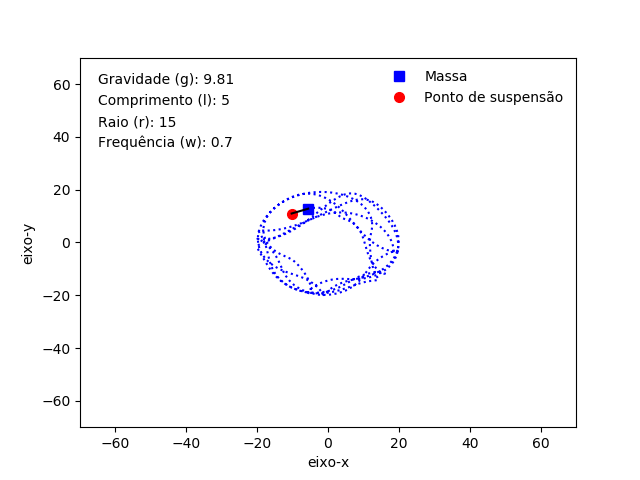 Gravidade (g): 9.81
Comprimento (l): 5
Raio (r): 15
Frequência (w): 0.7
Massa
Ponto de suspensão
60
40
20
0
−20
−40
−60
eixo-y
−60
−40
−20
0
20
40
60
eixo-x